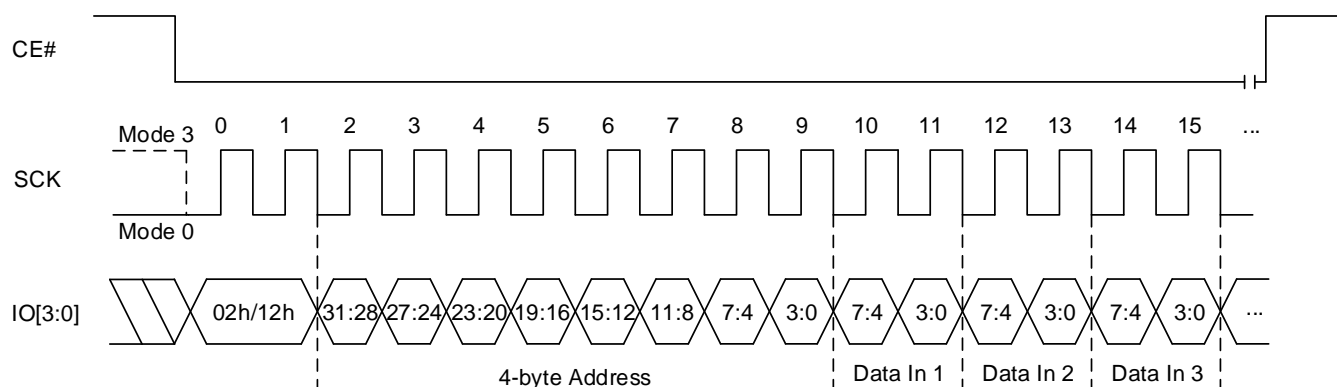 CE#
Mode 3 0 1 2 3 4 5 6 7 8 9 10 11 12 13 14 15 ...
SCK
Mode 0
IO[3:0] 02h/12h 31:28 27:24 23:20 19:16 15:12 11:8 7:4 3:0 7:4 3:0 7:4 3:0 7:4 3:0 ...
4-byte Address Data In 1 Data In 2 Data In 3